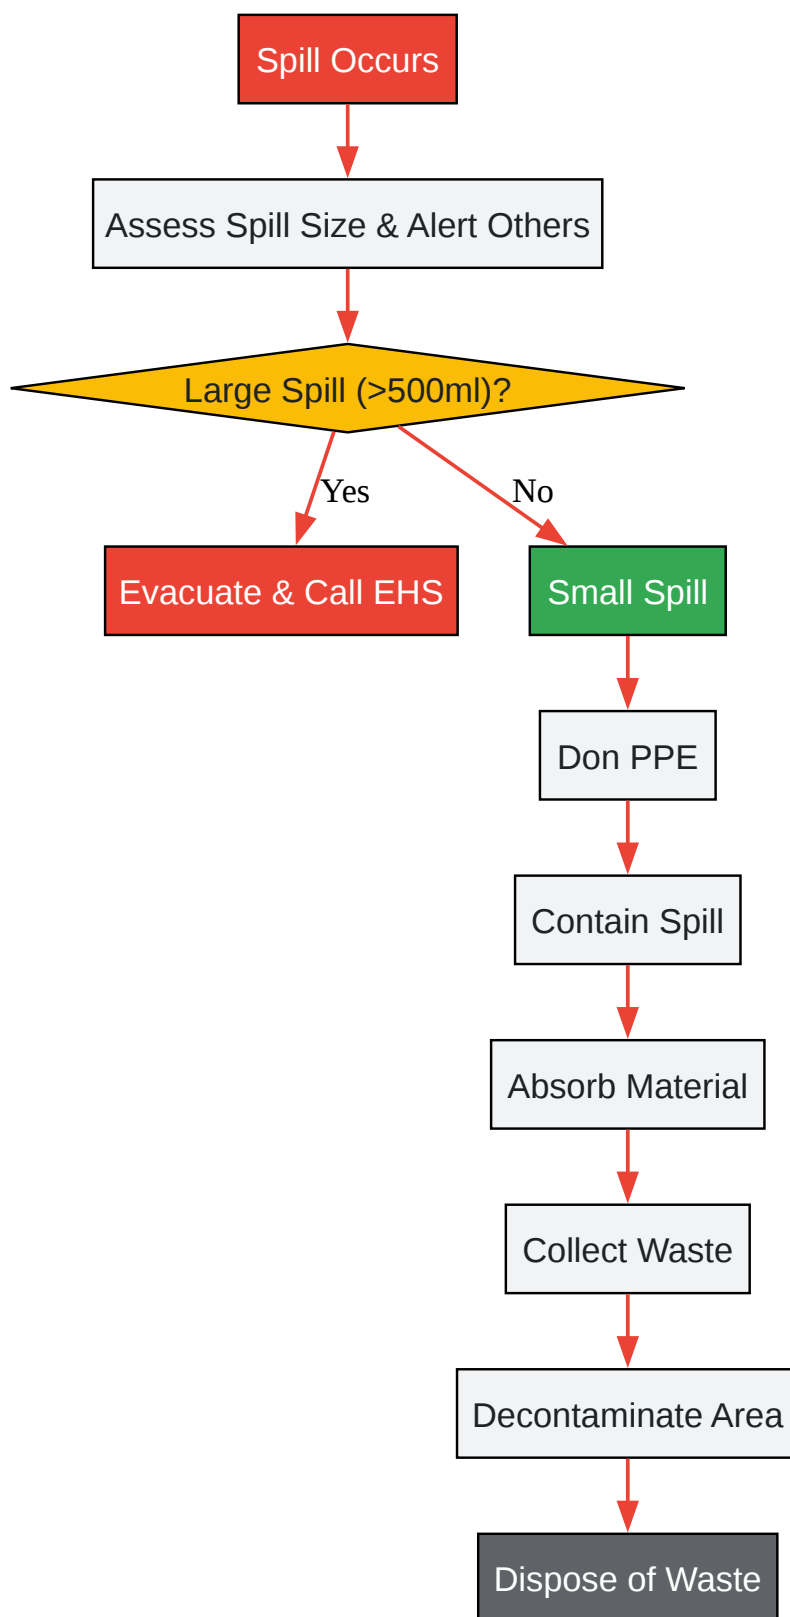 Spill Occurs
Assess Spill Size & Alert Others
Large Spill (>500ml)?
Yes
No
Evacuate & Call EHS
Small Spill
Don PPE
Contain Spill
Absorb Material
Collect Waste
Decontaminate Area
Dispose of Waste